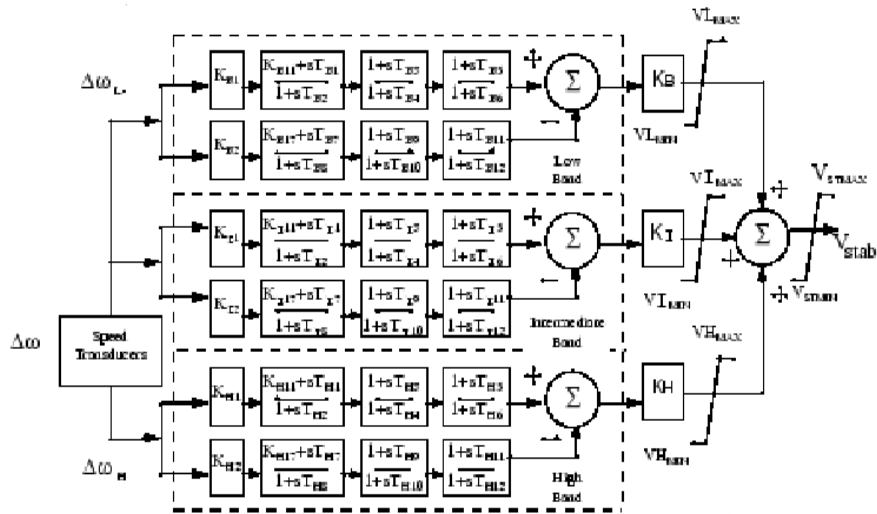 VL_MAX
Δω_L-
K_B1
K_B11+sT_B1
1+sT_B2
1+sT_B3
1+sT_B4
1+sT_B5
1+sT_B6
+
Σ
K_B
VL_MIN
K_B2
K_B17+sT_B7
1+sT_B8
1+sT_B9
1+sT_B10
1+sT_B11
1+sT_B12
−
Low
Band
VI_MAX
V_STMAX
K_I1
K_I11+sT_I1
1+sT_I2
1+sT_I4
1+sT_I5
1+sT_I6
+
Σ
K_I
+
+
Σ
V_stab
VI_MIN
+
V_STMIN
K_I2
K_I17+sT_I7
1+sT_I8
1+sT_I9
1+sT_I10
1+sT_I11
1+sT_I12
−
Intermediate
Band
Δω
Speed
Transducers
VH_MAX
K_H1
K_H11+sT_H1
1+sT_H2
1+sT_H3
1+sT_H4
1+sT_H5
1+sT_H6
+
Σ
KH
VH_MIN
Δω_H
K_H2
K_H17+sT_H7
1+sT_H8
1+sT_H9
1+sT_H10
1+sT_H11
1+sT_H12
−
High
Band